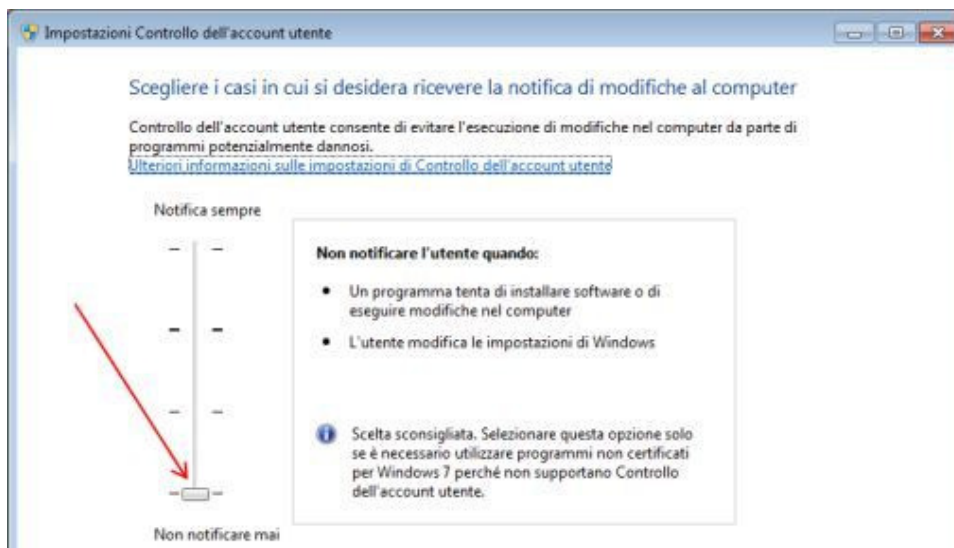 Impostazioni Controllo dell'account utente
Scegliere i casi in cui si desidera ricevere la notifica di modifiche al computer
Controllo dell'account utente consente di evitare l'esecuzione di modifiche nel computer da parte di
programmi potenzialmente dannosi.
Ulteriori informazioni sulle impostazioni di Controllo dell'account utente
Notifica sempre
Non notificare l'utente quando:
• Un programma tenta di installare software o di
eseguire modifiche nel computer
• L'utente modifica le impostazioni di Windows
Scelta sconsigliata. Selezionare questa opzione solo
se è necessario utilizzare programmi non certificati
per Windows 7 perché non supportano Controllo
dell'account utente.
Non notificare mai